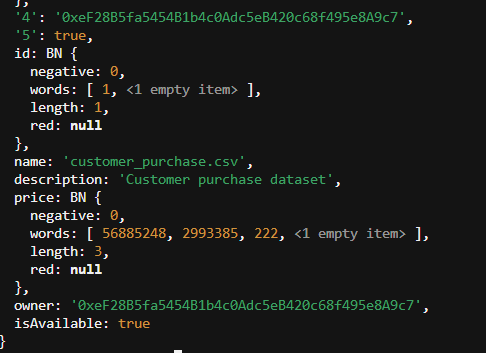 },
'4': '0xeF28B5fa5454B1b4c0Adc5eB420c68f495e8A9c7',
'5': true,
id: BN {
negative: 0,
words: [ 1, <1 empty item> ],
length: 1,
red: null
},
name: 'customer_purchase.csv',
description: 'Customer purchase dataset',
price: BN {
negative: 0,
words: [ 56885248, 2993385, 222, <1 empty item> ],
length: 3,
red: null
},
owner: '0xeF28B5fa5454B1b4c0Adc5eB420c68f495e8A9c7',
isAvailable: true
}